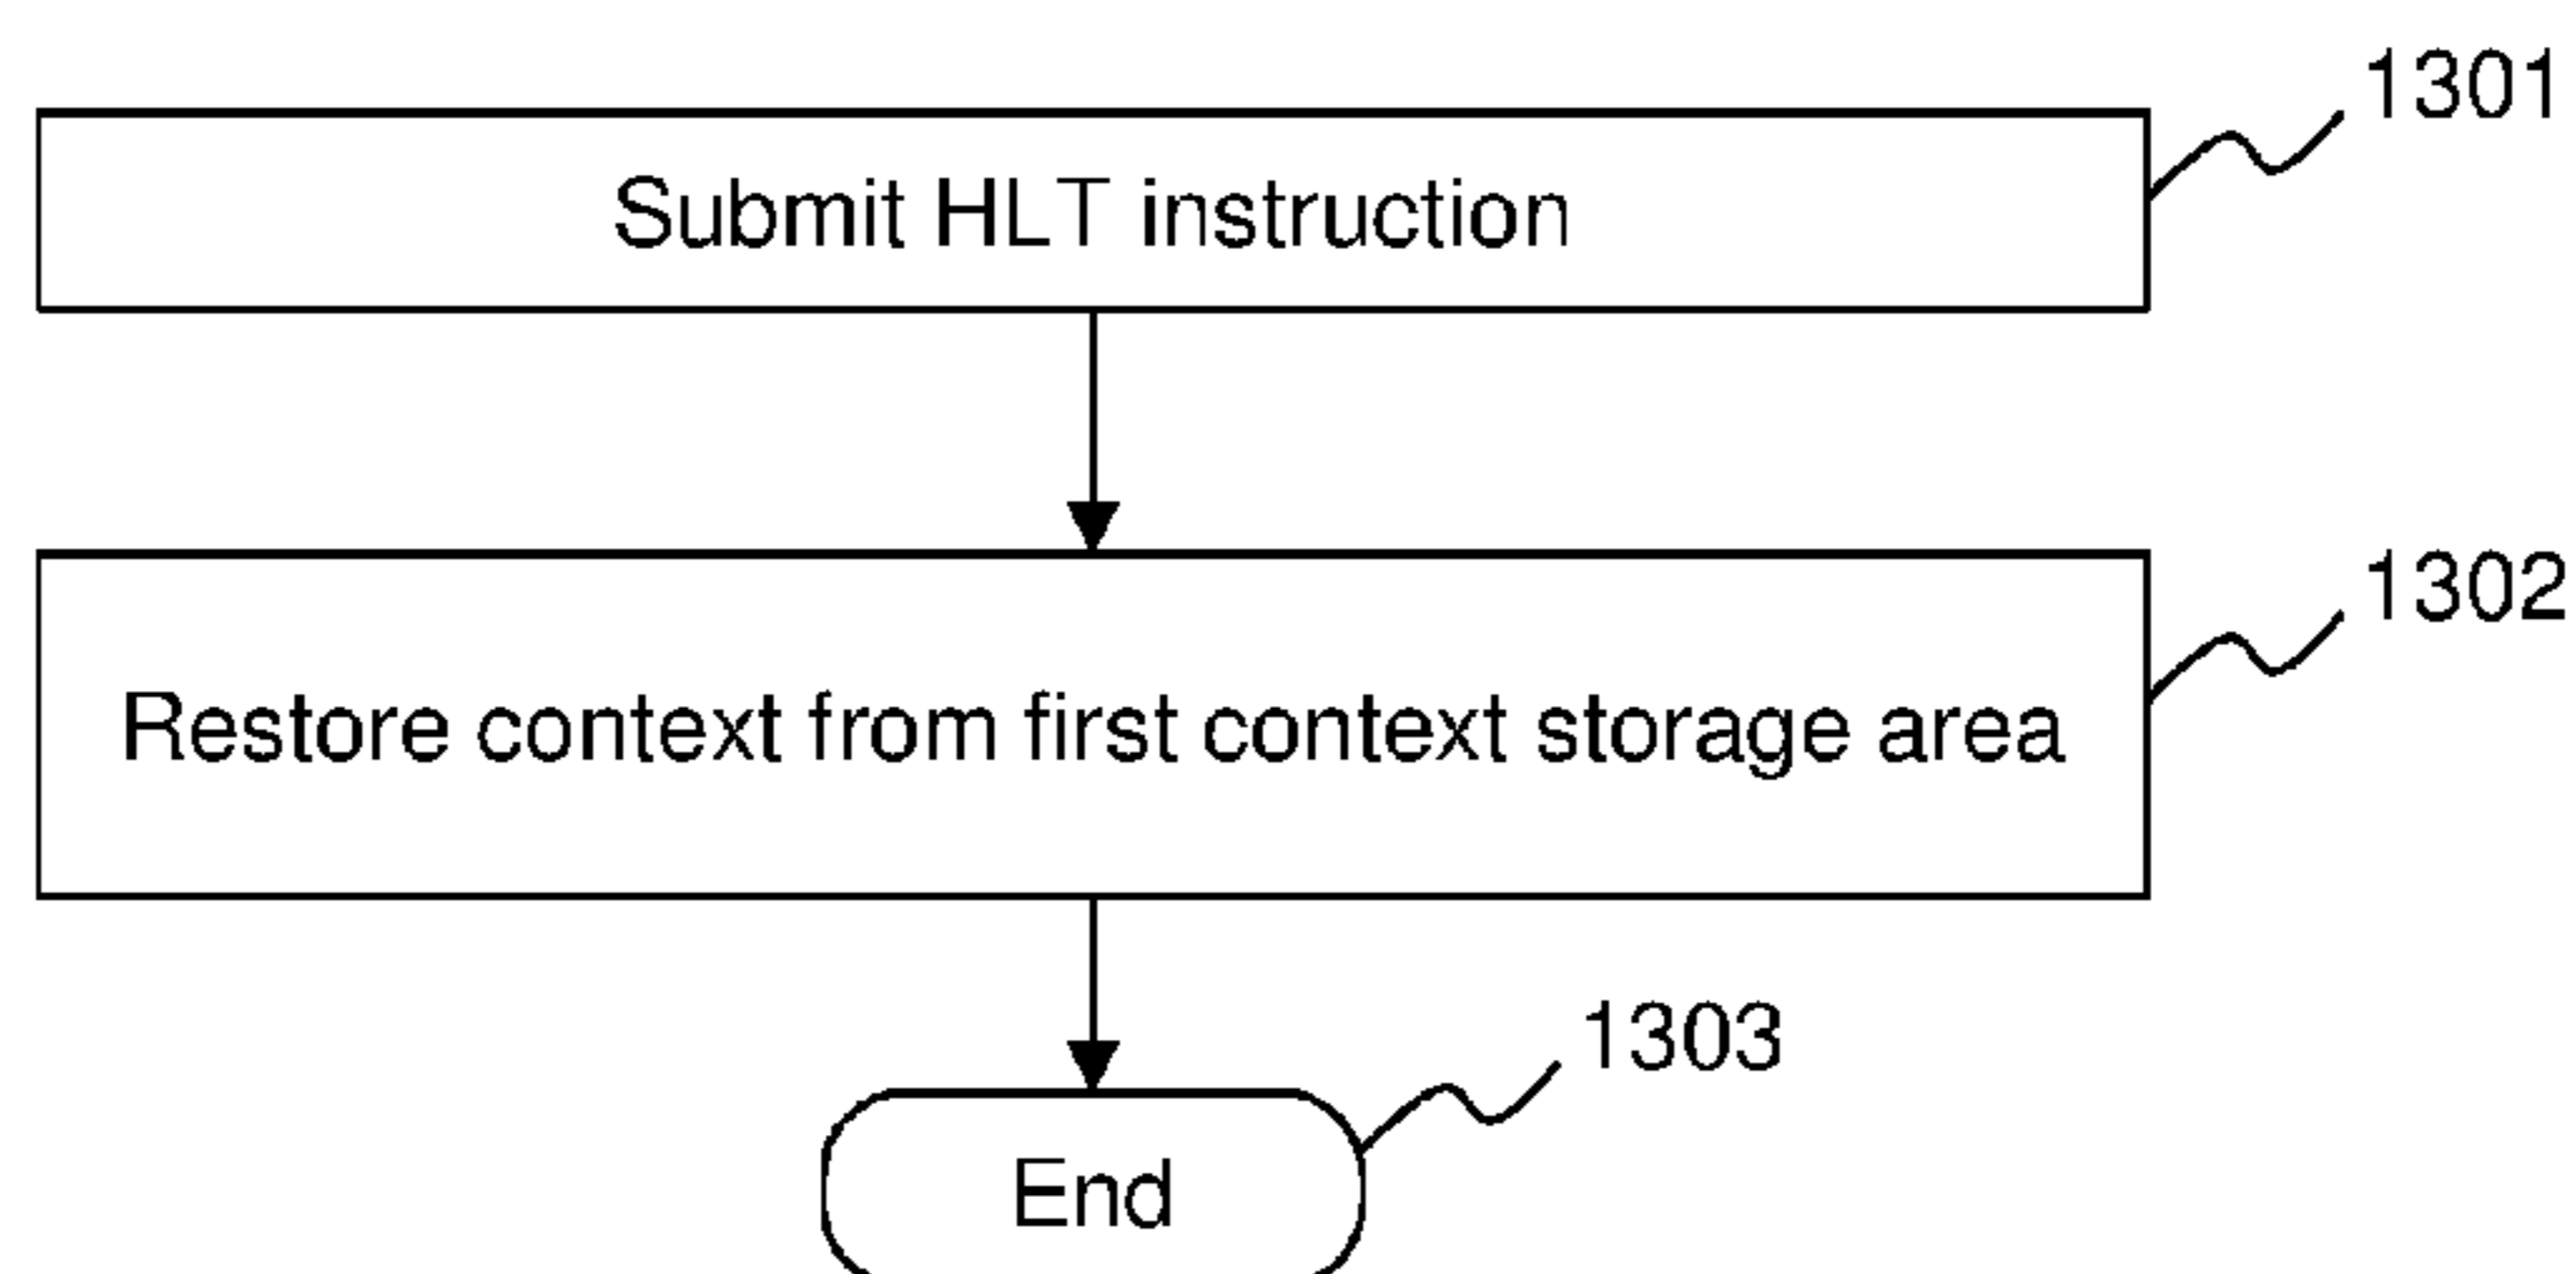 1301
Submit HLT instruction
1302
Restore context from first context storage area
1303
End